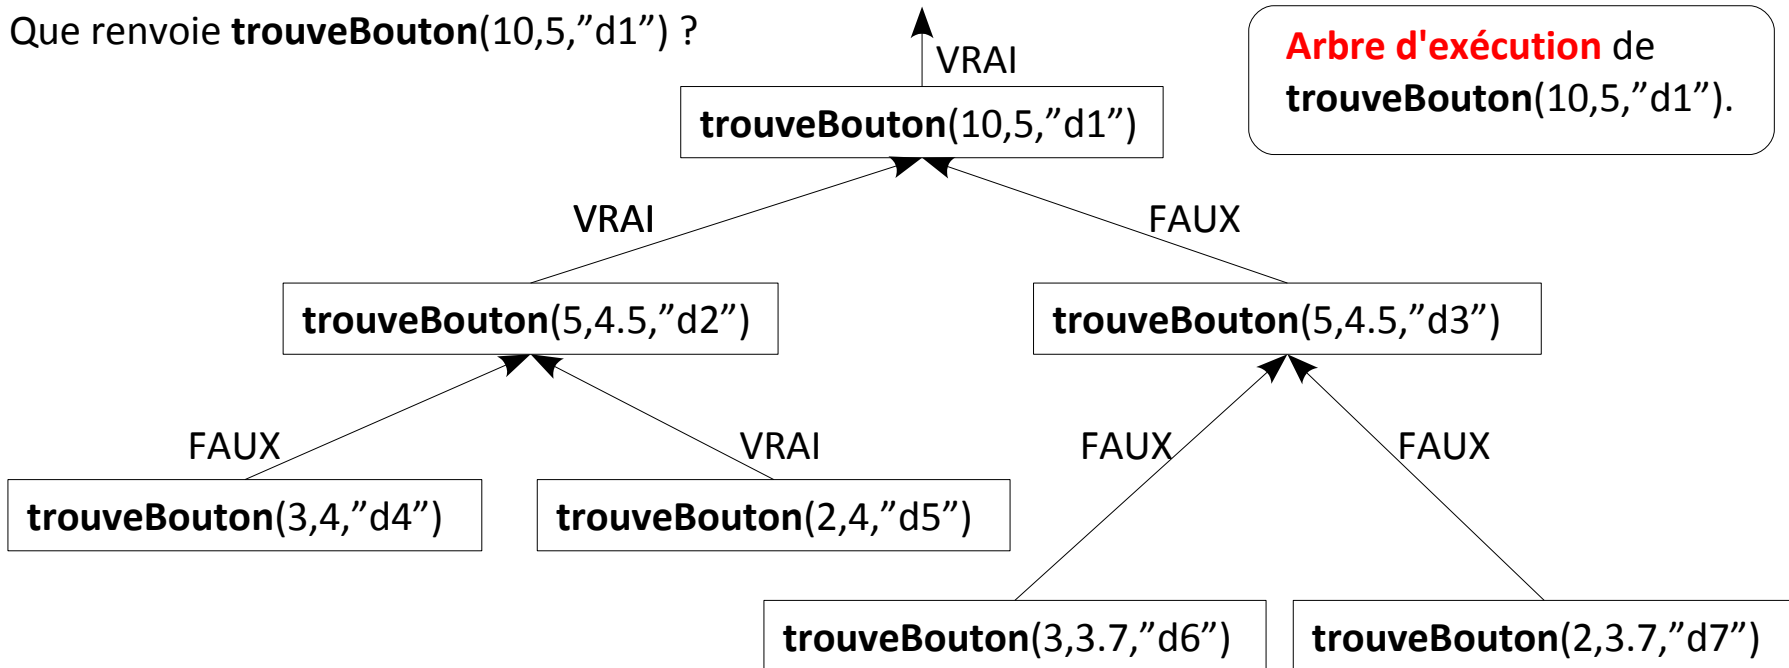 Que renvoie trouveBouton(10,5,”d1”) ?
Arbre d'exécution de
trouveBouton(10,5,”d1”).
VRAI
trouveBouton(10,5,”d1”)
VRAI
FAUX
trouveBouton(5,4.5,”d2”)
trouveBouton(5,4.5,”d3”)
FAUX
VRAI
FAUX
FAUX
trouveBouton(3,4,”d4”)
trouveBouton(2,4,”d5”)
trouveBouton(3,3.7,”d6”)
trouveBouton(2,3.7,”d7”)